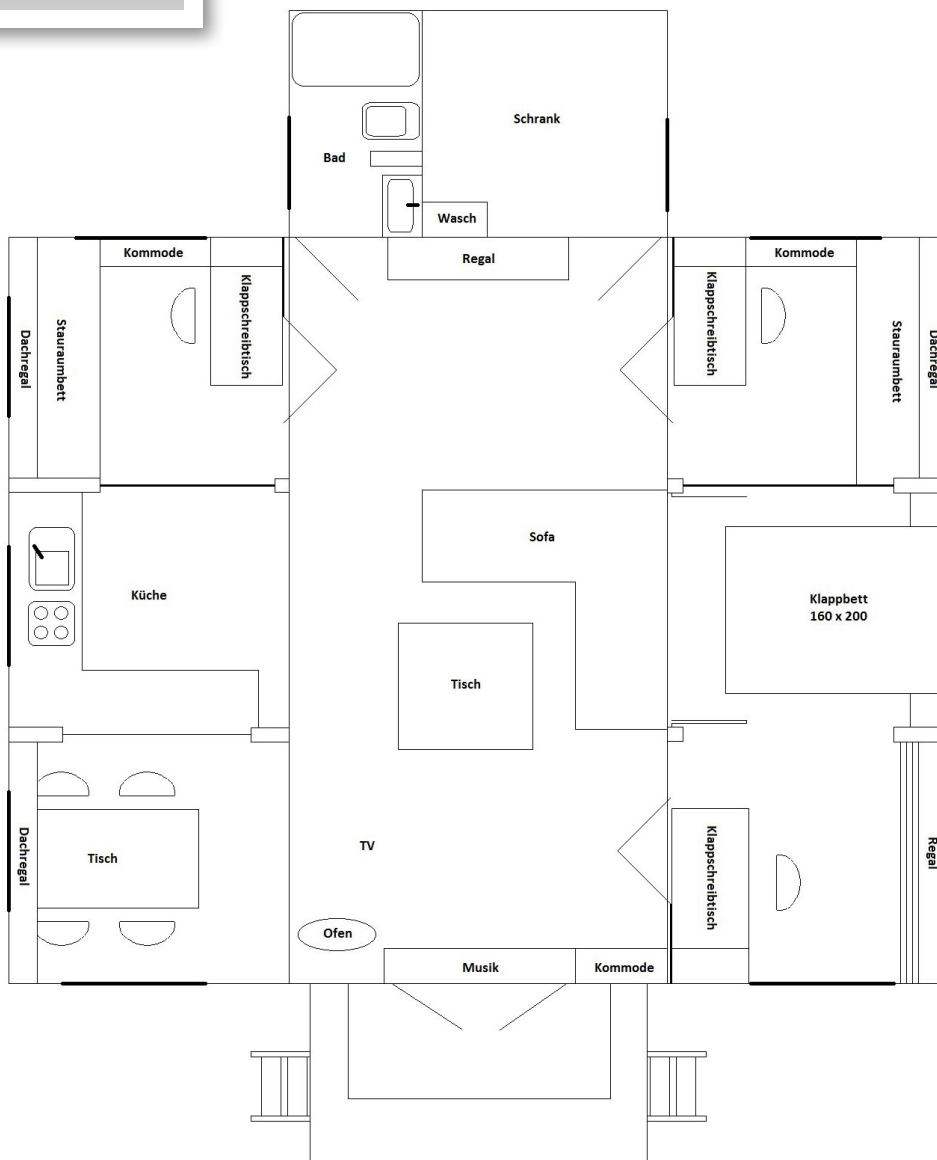 Schrank
Bad
Wasch
Kommode
Regal
Kommode
Klappschreibtisch
Klappschreibtisch
Dachregal
Stauraumbett
Stauraumbett
Dachregal
Sofa
Küche
Klappbett
160 x 200
Tisch
Dachregal
Tisch
TV
Klappschreibtisch
Regal
Ofen
Musik
Kommode